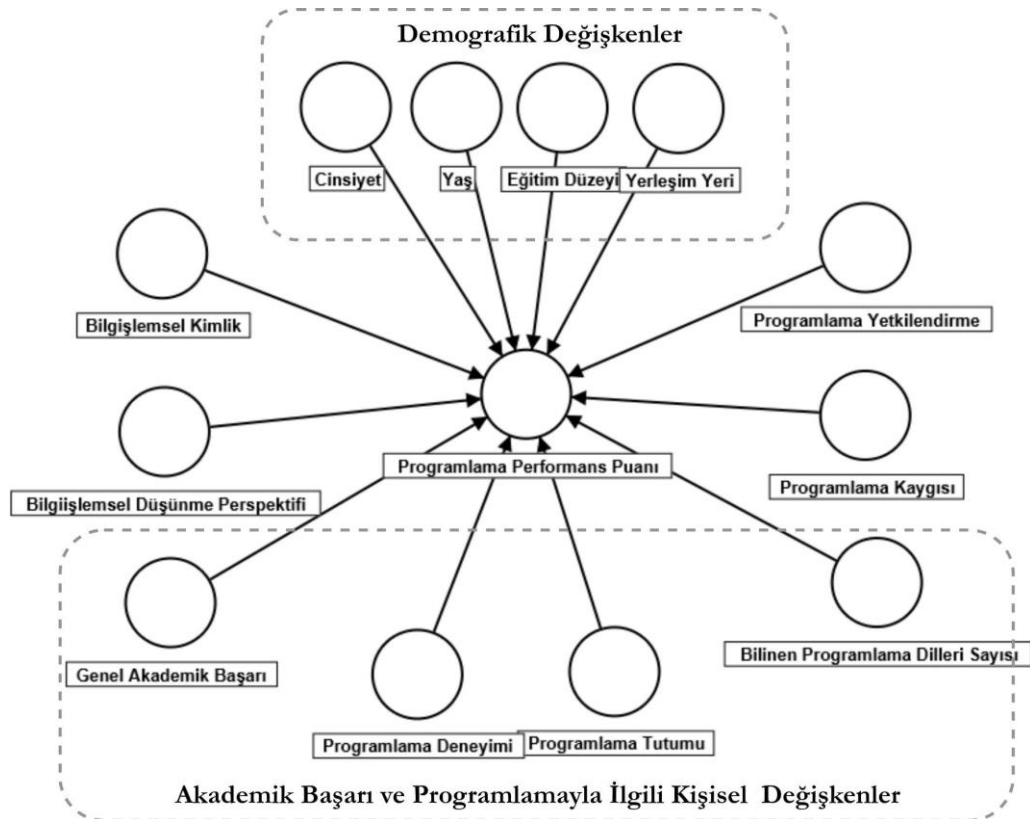 Demografik Değişkenler
Cinsiyet
Yaş
Eğitim Düzeyi
Yerleşim Yeri
Bilgişlemsel Kimlik
Programlama Yetkilendirme
Programlama Performans Puanı
Bilgiişlemsel Düşünme Perspektifi
Programlama Kaygısı
Genel Akademik Başarı
Bilinen Programlama Dilleri Sayısı
Programlama Deneyimi
Programlama Tutumu
Akademik Başarı ve Programlamayla İlgili Kişisel Değişkenler